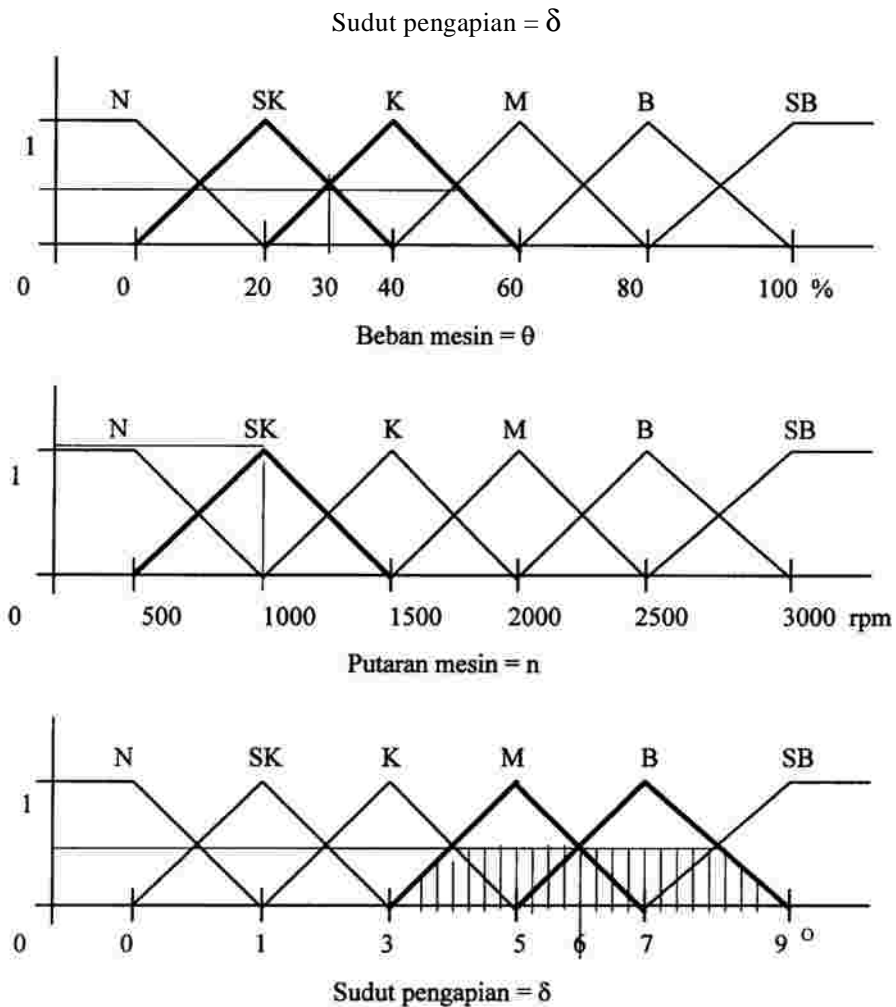 Sudut pengapian = δ
N SK K M B SB
1
0 0 20 30 40 60 80 100 %
Beban mesin = θ
N SK K M B SB
1
0 500 1000 1500 2000 2500 3000 rpm
Putaran mesin = n
N SK K M B SB
1
0 0 1 3 5 6 7 9 °
Sudut pengapian = δ